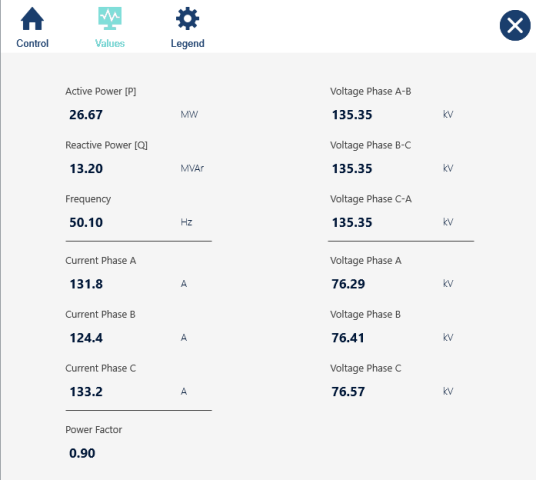 Control
Values
Legend
Active Power [P]
26.67 MW
Reactive Power [Q]
13.20 MVAr
Frequency
50.10 Hz
Current Phase A
131.8 A
Current Phase B
124.4 A
Current Phase C
133.2 A
Power Factor
0.90
Voltage Phase A-B
135.35 kV
Voltage Phase B-C
135.35 kV
Voltage Phase C-A
135.35 kV
Voltage Phase A
76.29 kV
Voltage Phase B
76.41 kV
Voltage Phase C
76.57 kV